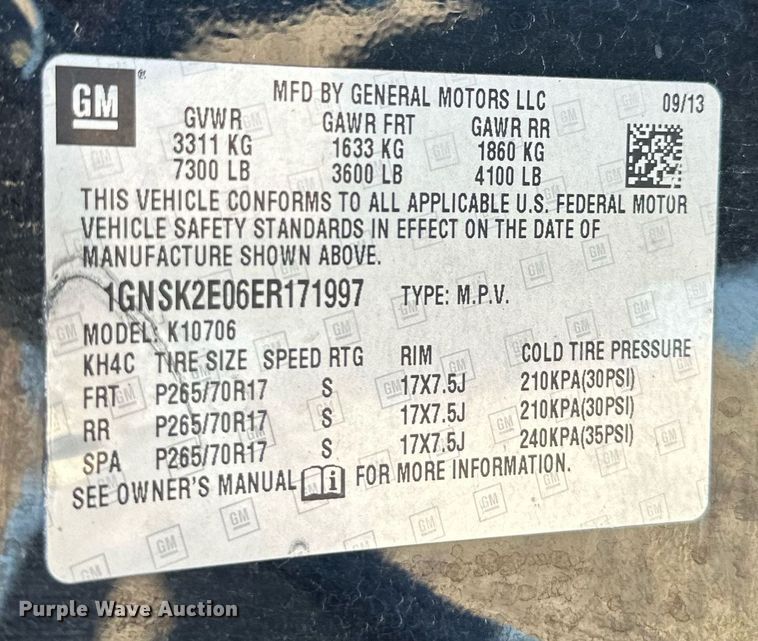 GM ®
MFD BY GENERAL MOTORS LLC 09/13
GVWR GAWR FRT GAWR RR
3311 KG 1633 KG 1860 KG
7300 LB 3600 LB 4100 LB
THIS VEHICLE CONFORMS TO ALL APPLICABLE U.S. FEDERAL MOTOR
VEHICLE SAFETY STANDARDS IN EFFECT ON THE DATE OF
MANUFACTURE SHOWN ABOVE.
1GNSK2E06ER171997 TYPE: M.P.V.
MODEL: K10706
KH4C TIRE SIZE SPEED RTG RIM COLD TIRE PRESSURE
FRT P265/70R17 S 17X7.5J 210KPA(30PSI)
RR P265/70R17 S 17X7.5J 210KPA(30PSI)
SPA P265/70R17 S 17X7.5J 240KPA(35PSI)
SEE OWNER'S MANUAL i FOR MORE INFORMATION.
Purple Wave Auction